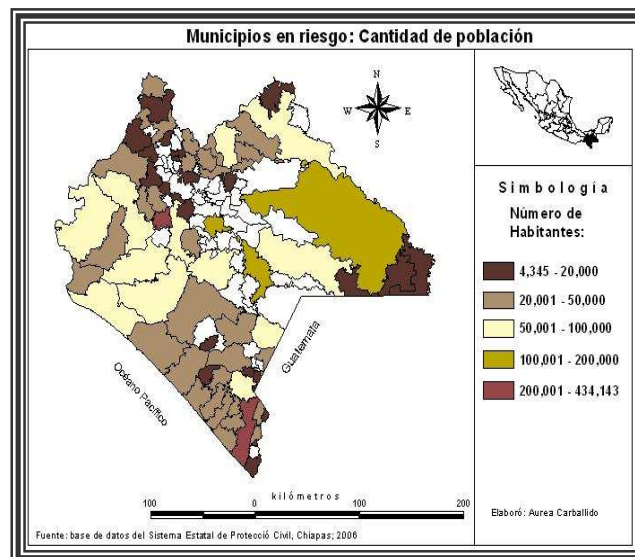 Municipios en riesgo: Cantidad de población
N
W E
S
Océano Pacífico
Guatemala
kilómetros
100 0 100 200
Fuente: base de datos del Sistema Estatal de Protecció Civil, Chiapas; 2006
Simbología
Número de
Habitantes:
4,345 - 20,000
20,001 - 50,000
50,001 - 100,000
100,001 - 200,000
200,001 - 434,143
Elaboró: Aurea Carballido